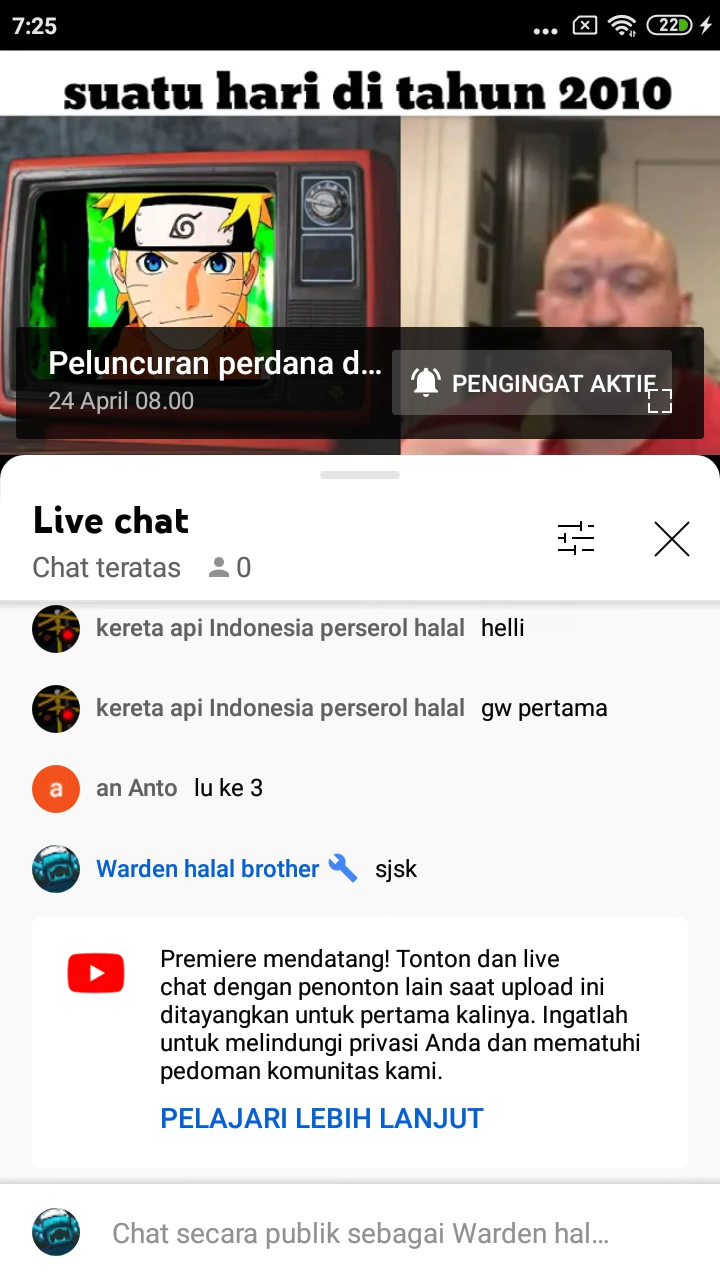 7:25
22
suatu hari di tahun 2010
Peluncuran perdana d...
24 April 08.00
PENGINGAT AKTIF
Live chat
Chat teratas 0
kereta api Indonesia perserol halal helli
kereta api Indonesia perserol halal gw pertama
a an Anto lu ke 3
Warden halal brother sjsk
Premiere mendatang! Tonton dan live
chat dengan penonton lain saat upload ini
ditayangkan untuk pertama kalinya. Ingatlah
untuk melindungi privasi Anda dan mematuhi
pedoman komunitas kami.
PELAJARI LEBIH LANJUT
Chat secara publik sebagai Warden hal...